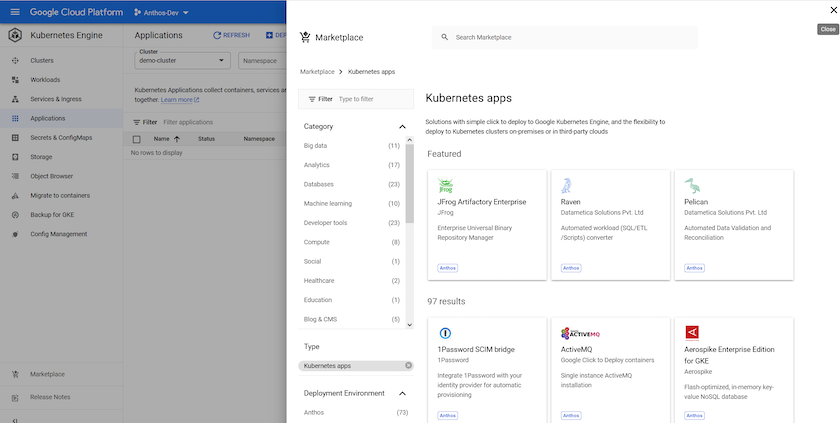 Google Cloud Platform
Anthos-Dev
Kubernetes Engine
Clusters
Workloads
Services & Ingress
Applications
Secrets & ConfigMaps
Storage
Object Browser
Migrate to containers
Backup for GKE
Config Management
Marketplace
Release Notes
Applications
REFRESH
DEP
Cluster
demo-cluster
Namespace
Kubernetes Applications collect containers, services an
together. Learn more
Filter Filter applications
Name Status Namespace
No rows to display
Close
Marketplace
Search Marketplace
Marketplace > Kubernetes apps
Filter Type to filter
Category
Big data (11)
Analytics (17)
Databases (23)
Machine learning (10)
Developer tools (23)
Compute (8)
Social (1)
Healthcare (2)
Education (1)
Blog & CMS (5)
Type
Kubernetes apps
Deployment Environment
Anthos (73)
Kubernetes apps
Solutions with simple click to deploy to Google Kubernetes Engine, and the flexibility to
deploy to Kubernetes clusters on-premises or in third-party clouds
Featured
JFrog
JFrog Artifactory Enterprise
JFrog
Enterprise Universal Binary
Repository Manager
Anthos
Raven
Datametica Solutions Pvt. Ltd
Automated workload (SQL/ETL
/Scripts) converter
Anthos
Pelican
Datametica Solutions Pvt. Ltd
Automated Data Validation and
Reconciliation
Anthos
97 results
1Password SCIM bridge
1Password
Integrate 1Password with your
identity provider for automatic
provisioning
Anthos
ACTIVEMQ
ActiveMQ
Google Click to Deploy containers
Single instance ActiveMQ
installation
Anthos
Aerospike Enterprise Edition
for GKE
Aerospike
Flash-optimized, in-memory key-
value NoSQL database
Anthos